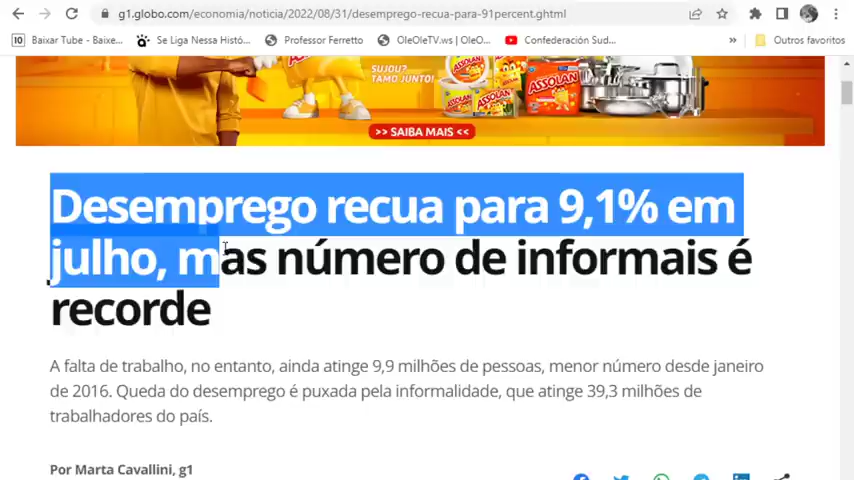 g1.globo.com/economia/noticia/2022/08/31/desemprego-recua-para-91percent.ghtml
Baixar Tube - Baixe...
Se Liga Nessa Histó...
Professor Ferretto
OleOleTV.ws | OleO...
Confederación Sud...
»
Outros favoritos
SUJOU?
TAMO JUNTO!
ASSOLAN
>> SAIBA MAIS <<
Desemprego recua para 9,1% em
julho, mas número de informais é
recorde
A falta de trabalho, no entanto, ainda atinge 9,9 milhões de pessoas, menor número desde janeiro
de 2016. Queda do desemprego é puxada pela informalidade, que atinge 39,3 milhões de
trabalhadores do país.
Por Marta Cavallini, g1